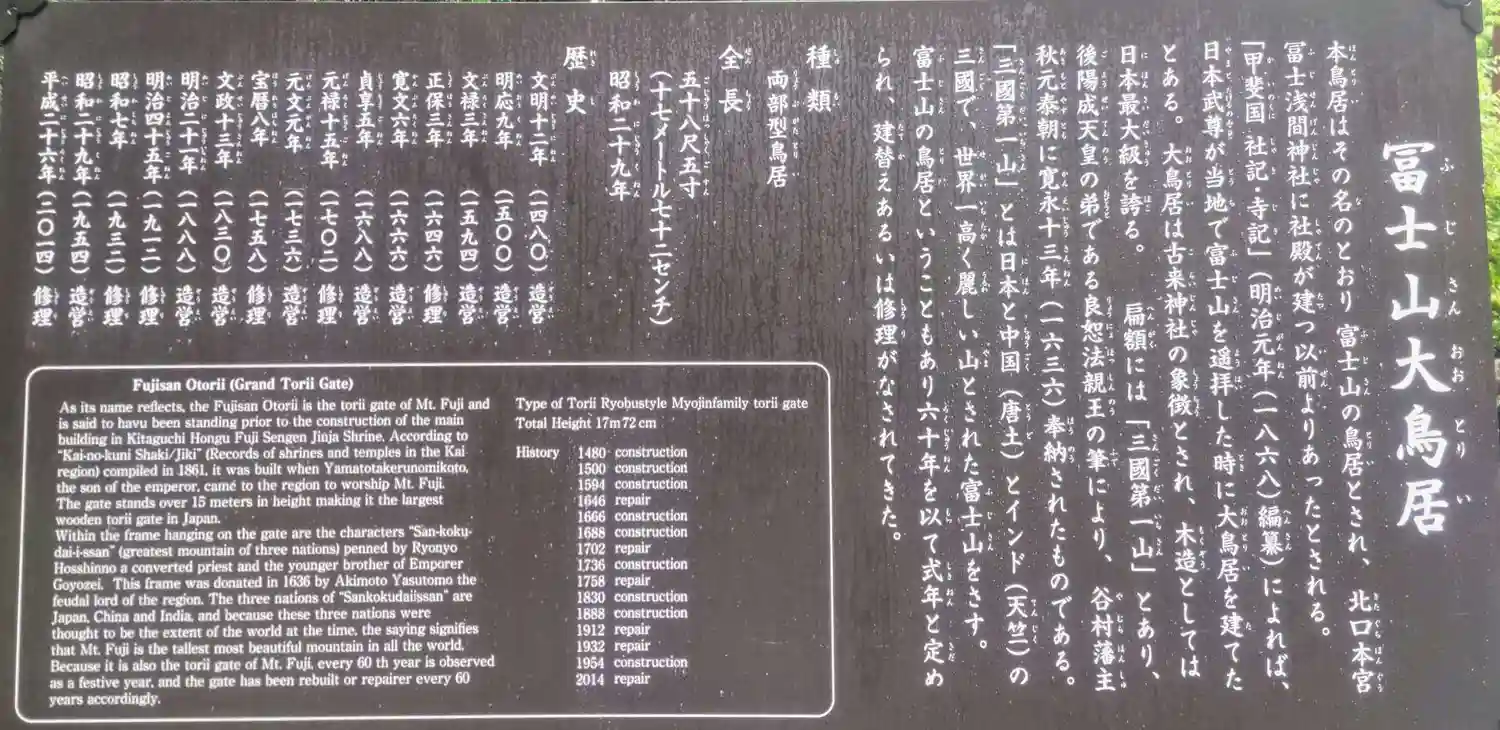 冨士山大鳥居
本鳥居はその名のとおり 富士山の鳥居とされ、北口本宮
冨士浅間神社に社殿が建つ以前よりあったとされる。
「甲斐国 社記・寺記」(明治元年(一八六八)編纂)によれば、
日本武尊が当地で富士山を遥拝した時に大鳥居を建てた
とある。大鳥居は古来神社の象徴とされ、木造としては
日本最大級を誇る。 扁額には「三國第一山」とあり、
後陽成天皇の弟である良恕法親王の筆により、谷村藩主
秋元泰朝に寛永十三年(一六三六)奉納されたものである。
「三國第一山」とは日本と中国(唐土)とインド(天竺)の
三國で、世界一高く麗しい山とされた富士山をさす。
富士山の鳥居ということもあり六十年を以て式年と定め
られ、建替えあるいは修理がなされてきた。
種類
両部型鳥居
全長
五十八尺五寸
(十七メートル七十二センチ)
昭和二十九年
歴史
文明十二年(一四八〇)造営
明応九年(一五〇〇)造営
文禄三年(一五九四)造営
正保三年(一六四六)修理
寛文六年(一六六六)造営
貞享五年(一六八八)造営
元禄十五年(一七〇二)修理
元文元年(一七三六)造営
宝暦八年(一七五八)修理
文政十三年(一八三〇)造営
明治二十一年(一八八八)造営
明治四十五年(一九一二)修理
昭和七年(一九三二)修理
昭和二十九年(一九五四)造営
平成二十六年(二〇一四)修理
Fujisan Otorii (Grand Torii Gate)
As its name reflects, the Fujisan Otorii is the torii gate of Mt. Fuji and
is said to havu been standing prior to the construction of the main
building in Kitaguchi Hongu Fuji Sengen Jinja Shrine. According to
"Kai-no-kuni Shaki/Jiki" (Records of shrines and temples in the Kai
region) compiled in 1861, it was built when Yamatotakerunomikoto,
the son of the emperor, came to the region to worship Mt. Fuji.
The gate stands over 15 meters in height making it the largest
wooden torii gate in Japan.
Within the frame hanging on the gate are the characters "San-koku-
dai-i-ssan" (greatest mountain of three nations) penned by Ryonyo
Hosshinno a converted priest and the younger brother of Emporer
Goyozei. This frame was donated in 1636 by Akimoto Yasutomo the
feudal lord of the region. The three nations of "Sankokudaiissan" are
Japan, China and India, and because these three nations were
thought to be the extent of the world at the time, the saying signifies
that Mt. Fuji is the tallest most beautiful mountain in all the world.
Because it is also the torii gate of Mt. Fuji, every 60 th year is observed
as a festive year, and the gate has been rebuilt or repairer every 60
years accordingly.
Type of Torii Ryobustyle Myojinfamily torii gate
Total Height 17m 72 cm
History 1480 construction
1500 construction
1594 construction
1646 repair
1666 construction
1688 construction
1702 repair
1736 construction
1758 repair
1830 construction
1888 construction
1912 repair
1932 repair
1954 construction
2014 repair